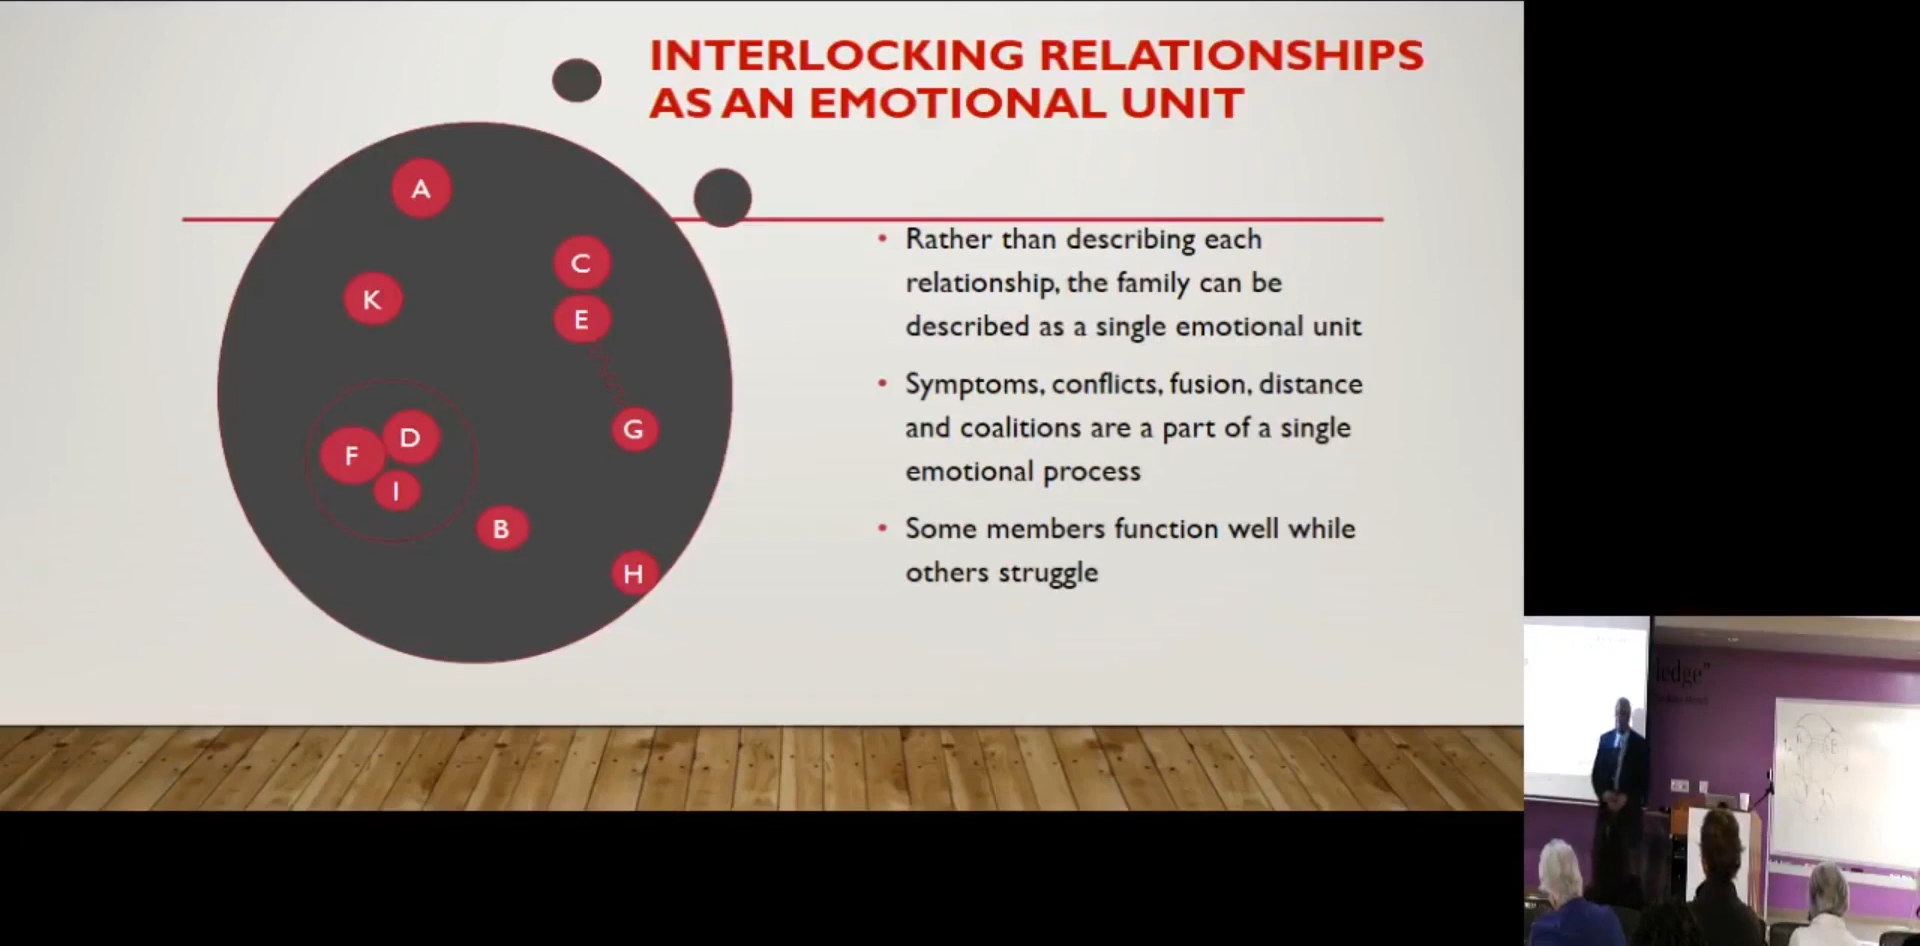 INTERLOCKING RELATIONSHIPS
AS AN EMOTIONAL UNIT
A
K
C
E
G
F
D
I
B
H
• Rather than describing each
relationship, the family can be
described as a single emotional unit
• Symptoms, conflicts, fusion, distance
and coalitions are a part of a single
emotional process
• Some members function well while
others struggle
ledge"